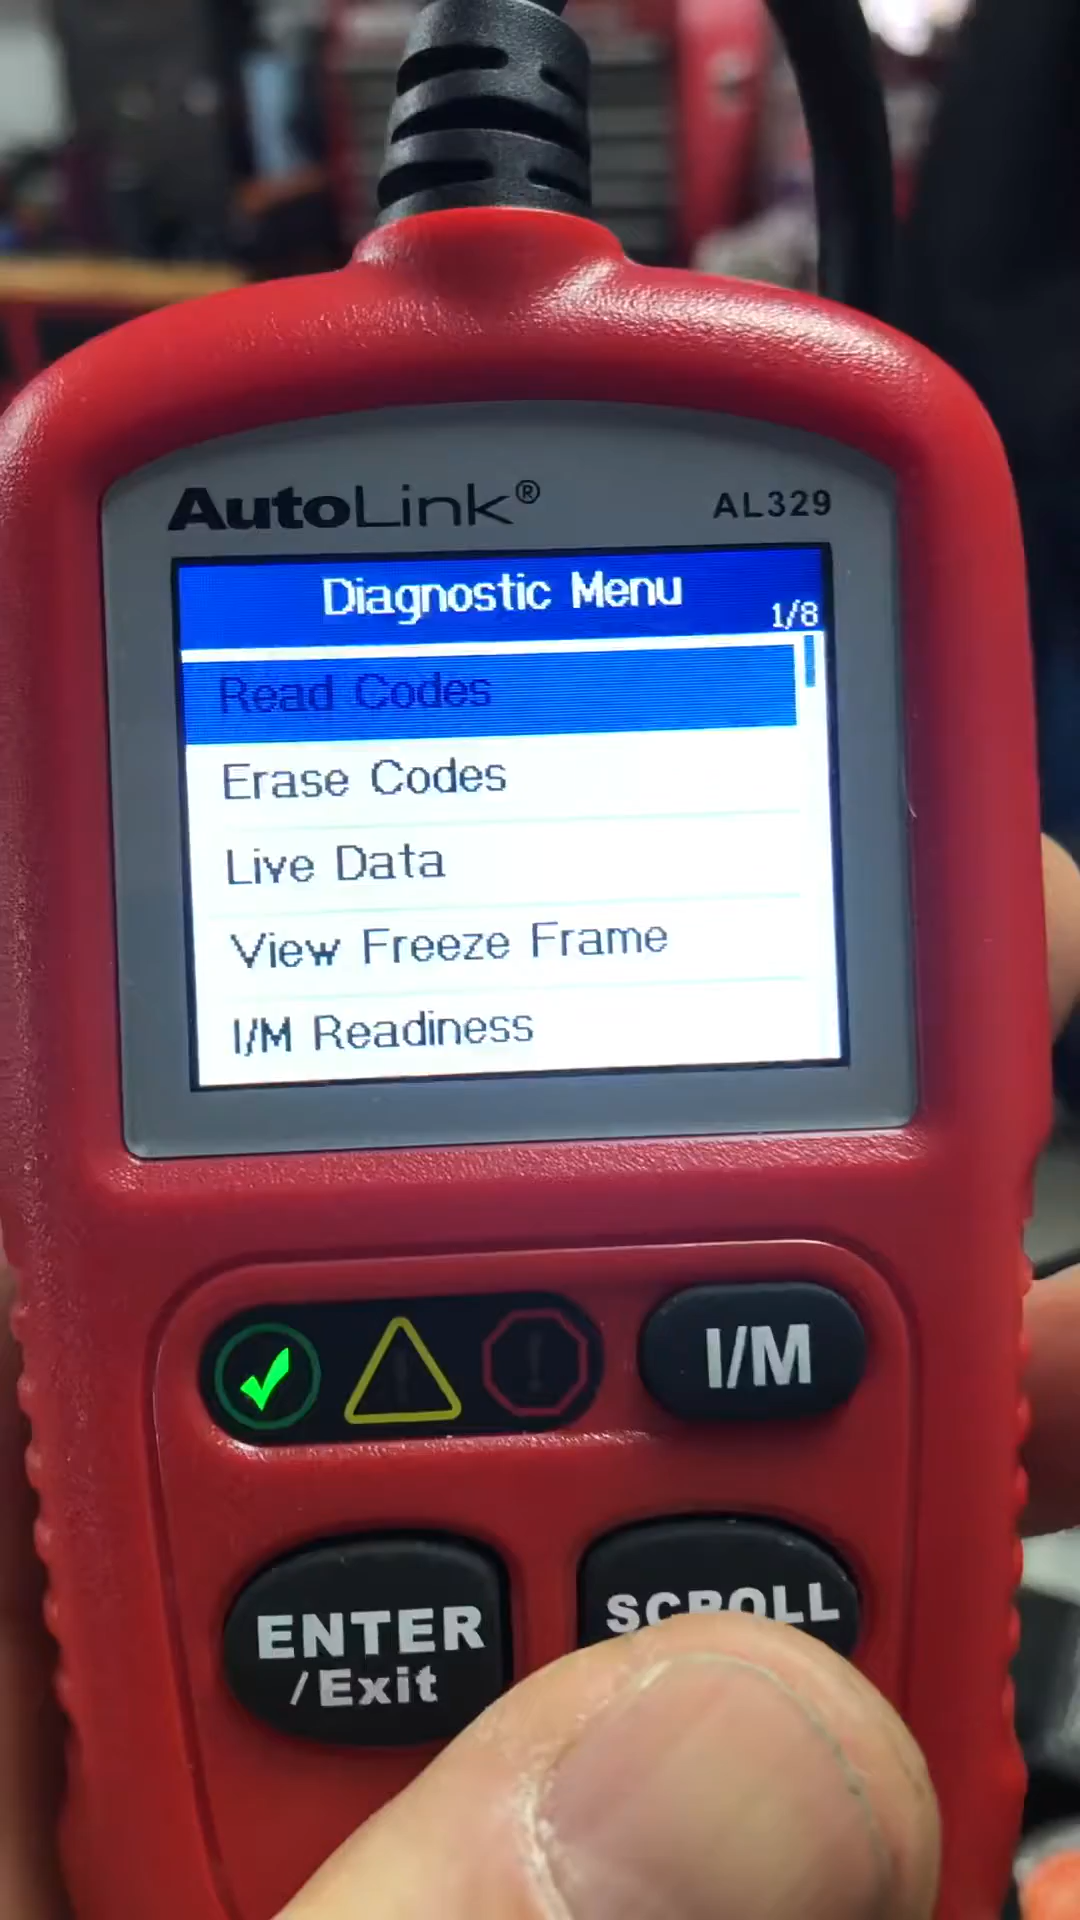 AutoLink®
AL329
Diagnostic Menu
1/8
Read Codes
Erase Codes
Live Data
View Freeze Frame
I/M Readiness
I/M
ENTER
/Exit
SCROLL